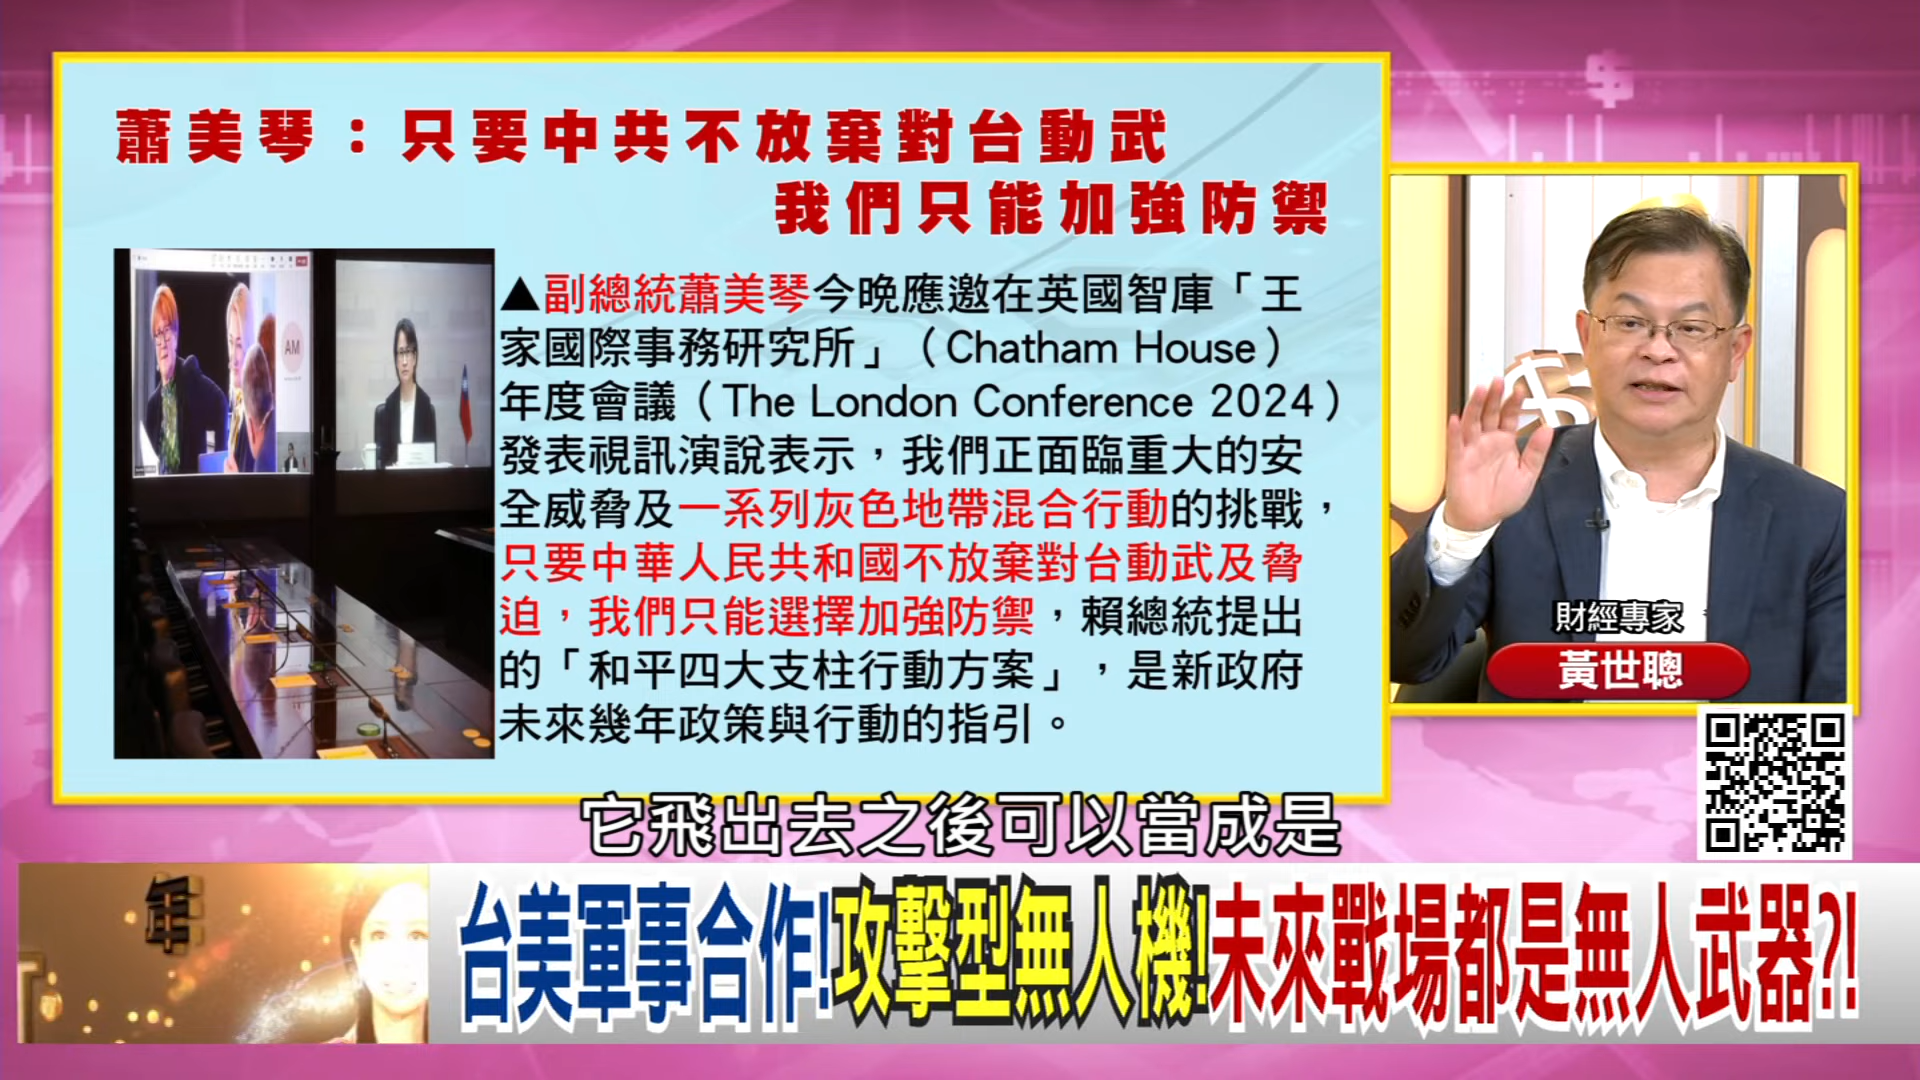 蕭美琴：只要中共不放棄對台動武
我們只能加強防禦
▲副總統蕭美琴今晚應邀在英國智庫「王
家國際事務研究所」（Chatham House）
年度會議（The London Conference 2024）
發表視訊演說表示，我們正面臨重大的安
全威脅及一系列灰色地帶混合行動的挑戰，
只要中華人民共和國不放棄對台動武及脅
迫，我們只能選擇加強防禦，賴總統提出
的「和平四大支柱行動方案」，是新政府
未來幾年政策與行動的指引。
AM
財經專家
黃世聰
它飛出去之後可以當成是
年
台美軍事合作!攻擊型無人機!未來戰場都是無人武器?!